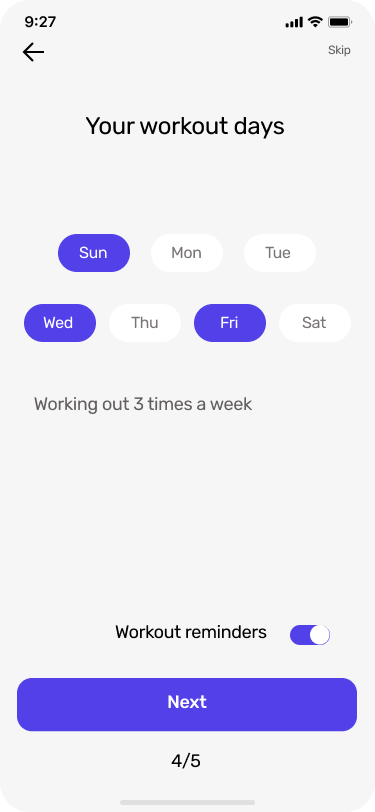 9:27
Skip
Your workout days
Sun Mon Tue
Wed Thu Fri Sat
Working out 3 times a week
Workout reminders
Next
4/5